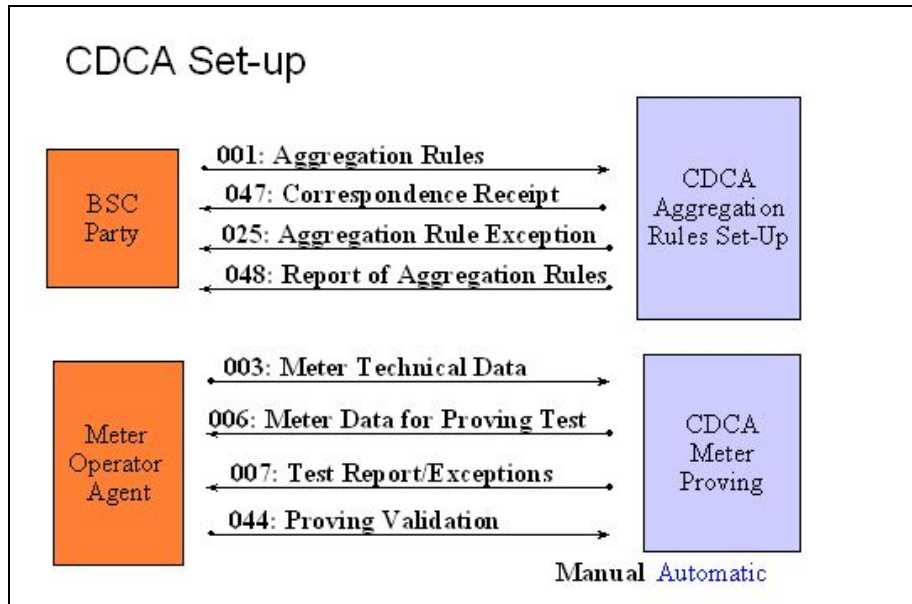 CDCA Set-up
BSC
Party
001: Aggregation Rules
047: Correspondence Receipt
025: Aggregation Rule Exception
048: Report of Aggregation Rules
CDCA
Aggregation
Rules Set-Up
Meter
Operator
Agent
003: Meter Technical Data
006: Meter Data for Proving Test
007: Test Report/Exceptions
044: Proving Validation
CDCA
Meter
Proving
Manual Automatic